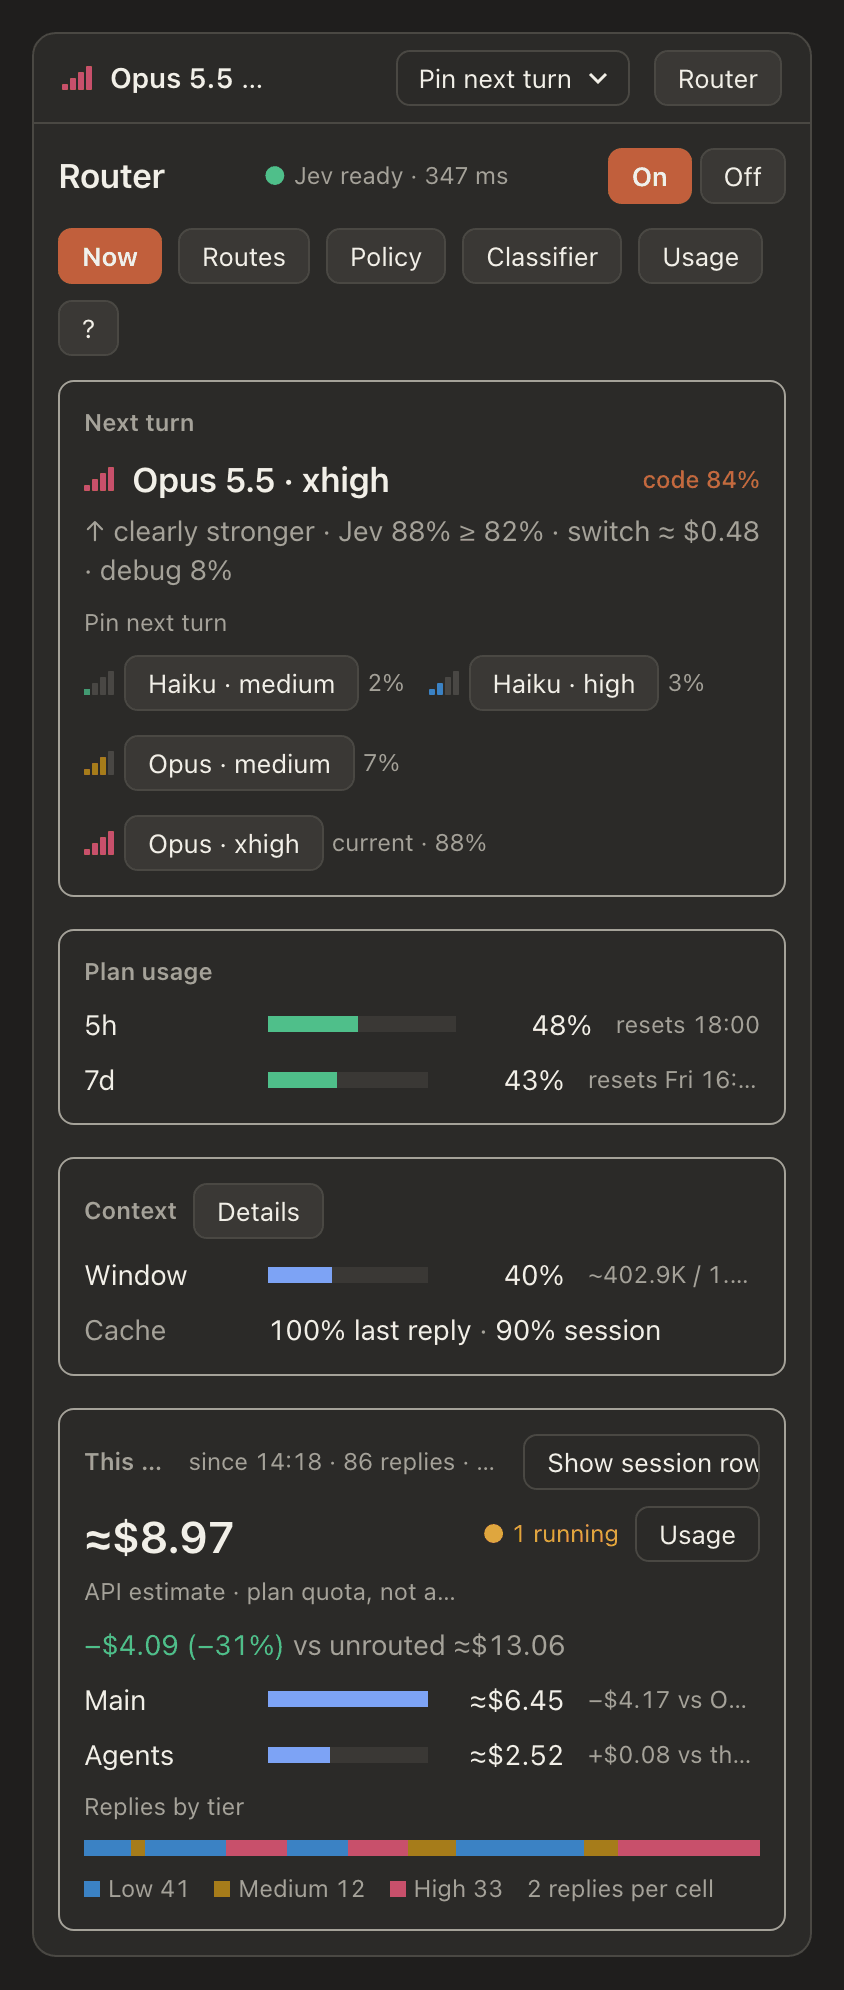 Opus 5.5 ...
Pin next turn
Router
Router
Jev ready · 347 ms
On
Off
Now
Routes
Policy
Classifier
Usage
?
Next turn
Opus 5.5 · xhigh
code 84%
↑ clearly stronger · Jev 88% ≥ 82% · switch ≈ $0.48
· debug 8%
Pin next turn
Haiku · medium 2%
Haiku · high 3%
Opus · medium 7%
Opus · xhigh current · 88%
Plan usage
5h 48% resets 18:00
7d 43% resets Fri 16:...
Context Details
Window 40% ~402.9K / 1....
Cache 100% last reply · 90% session
This ... since 14:18 · 86 replies · ... Show session row
≈$8.97 1 running Usage
API estimate · plan quota, not a...
−$4.09 (−31%) vs unrouted ≈$13.06
Main ≈$6.45 −$4.17 vs O...
Agents ≈$2.52 +$0.08 vs th...
Replies by tier
Low 41 Medium 12 High 33 2 replies per cell